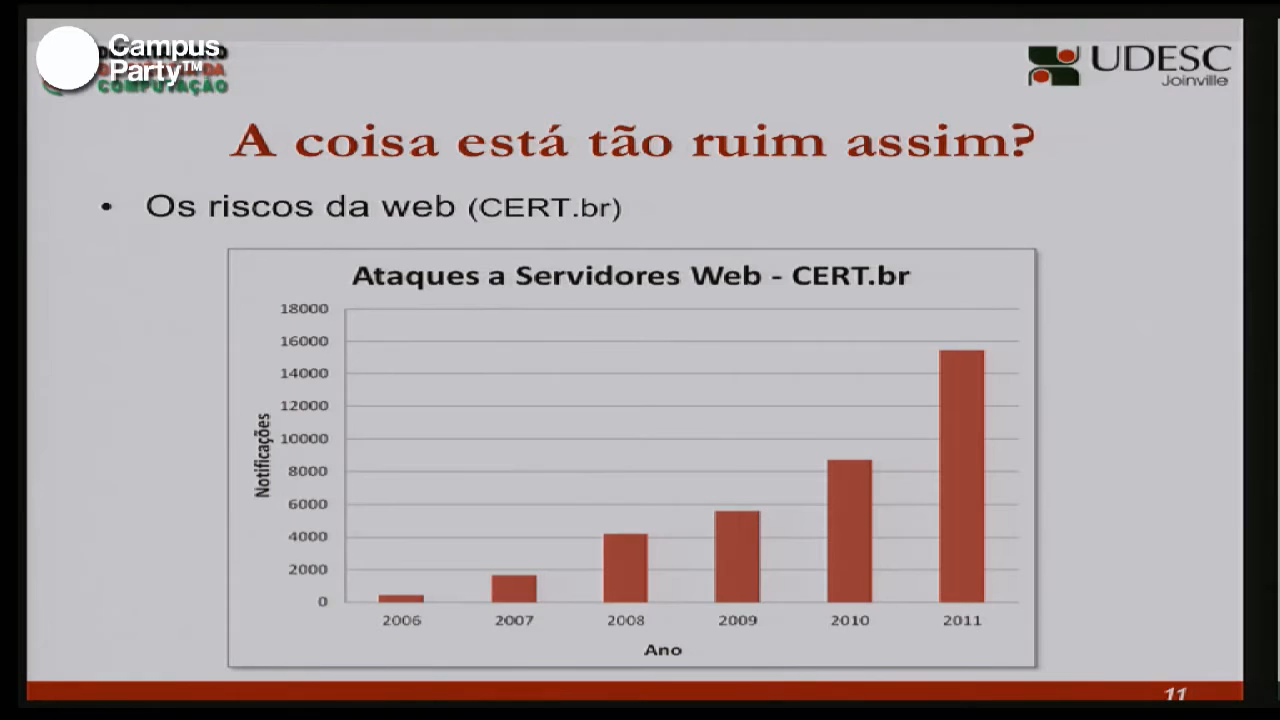 Campus
Party™
COMPUTAÇÃO
UDESC
Joinville
A coisa está tão ruim assim?
• Os riscos da web (CERT.br)
Ataques a Servidores Web - CERT.br
Notificações
18000
16000
14000
12000
10000
8000
6000
4000
2000
0
2006 2007 2008 2009 2010 2011
Ano
11